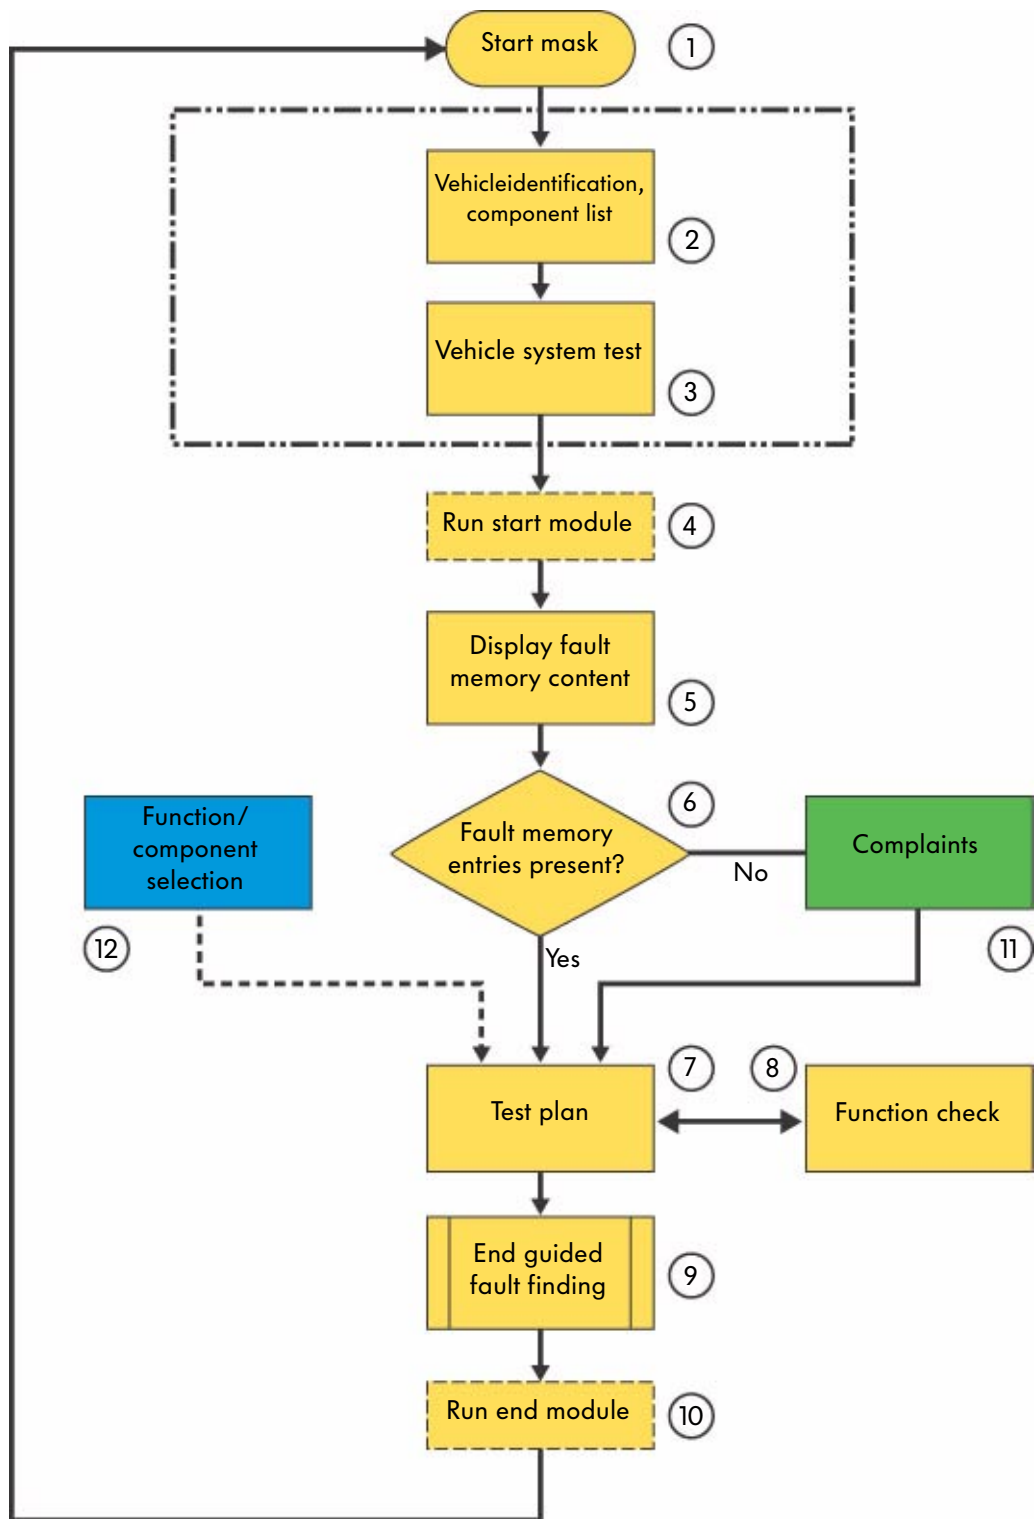 Start mask
1
Vehicleidentification,
component list
2
Vehicle system test
3
Run start module
4
Display fault
memory content
5
6
Fault memory
entries present?
No
Complaints
11
Function/
component
selection
12
Yes
7
8
Test plan
Function check
End guided
fault finding
9
Run end module
10